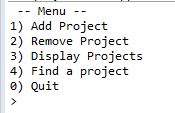 -- Menu --
1) Add Project
2) Remove Project
3) Display Projects
4) Find a project
0) Quit
>